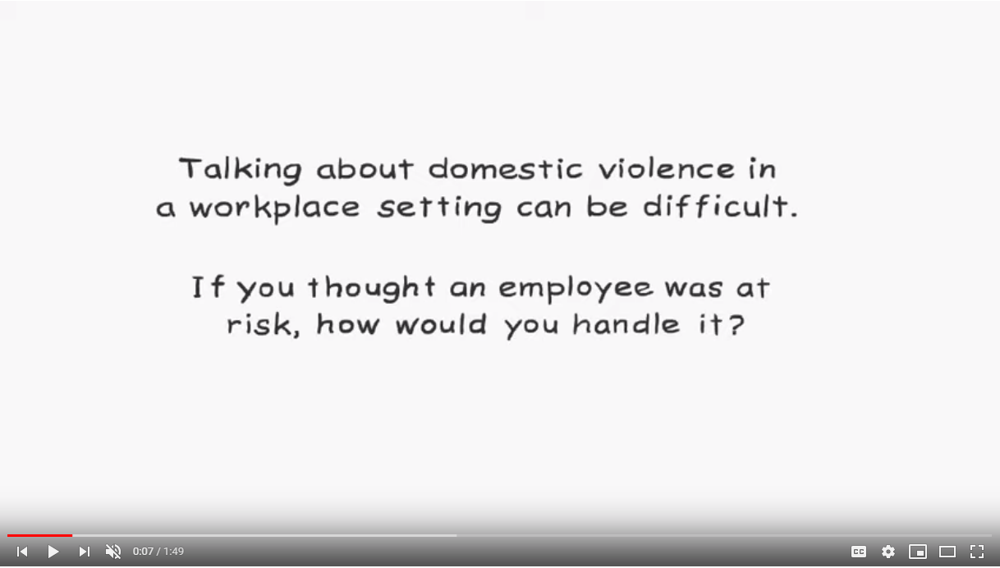 Talking about domestic violence in
a workplace setting can be difficult.
If you thought an employee was at
risk, how would you handle it?
0:07 / 1:49
CC